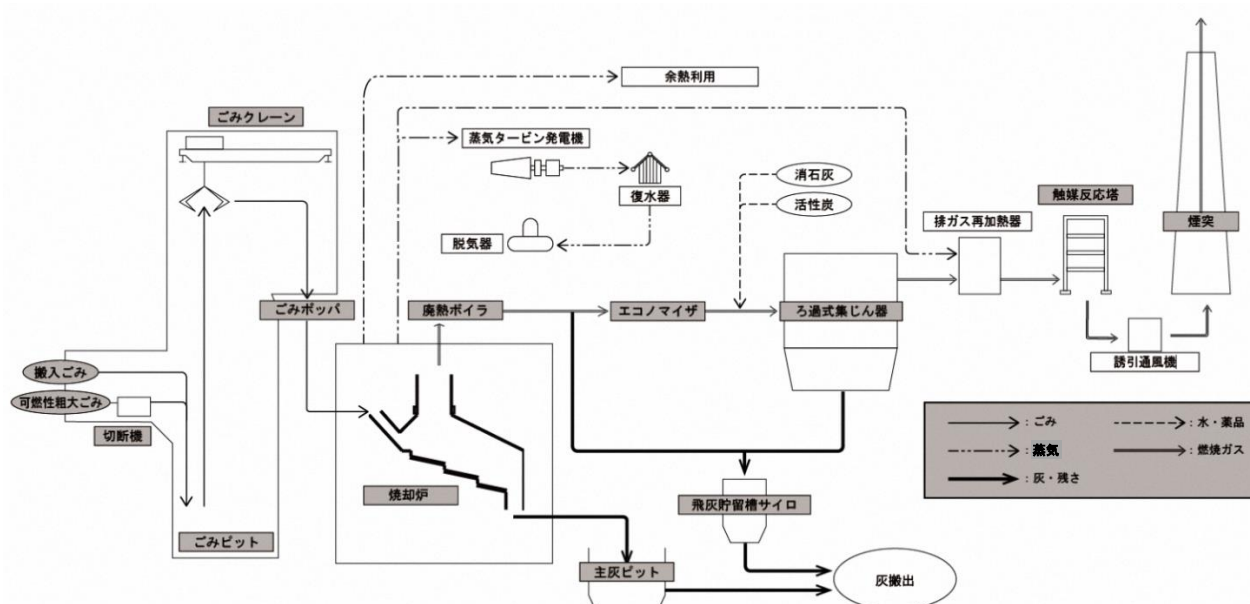 余熱利用
ごみクレーン
蒸気タービン発電機
復水器
脱気器
消石灰
活性炭
排ガス再加熱器
触媒反応塔
煙突
ごみポッパ
廃熱ボイラ
エコノマイザ
ろ過式集じん器
誘引通風機
搬入ごみ
可燃性粗大ごみ
切断機
焼却炉
ごみピット
飛灰貯留槽サイロ
主灰ピット
灰搬出
：ごみ
：水・薬品
：蒸気
：燃焼ガス
：灰・残さ